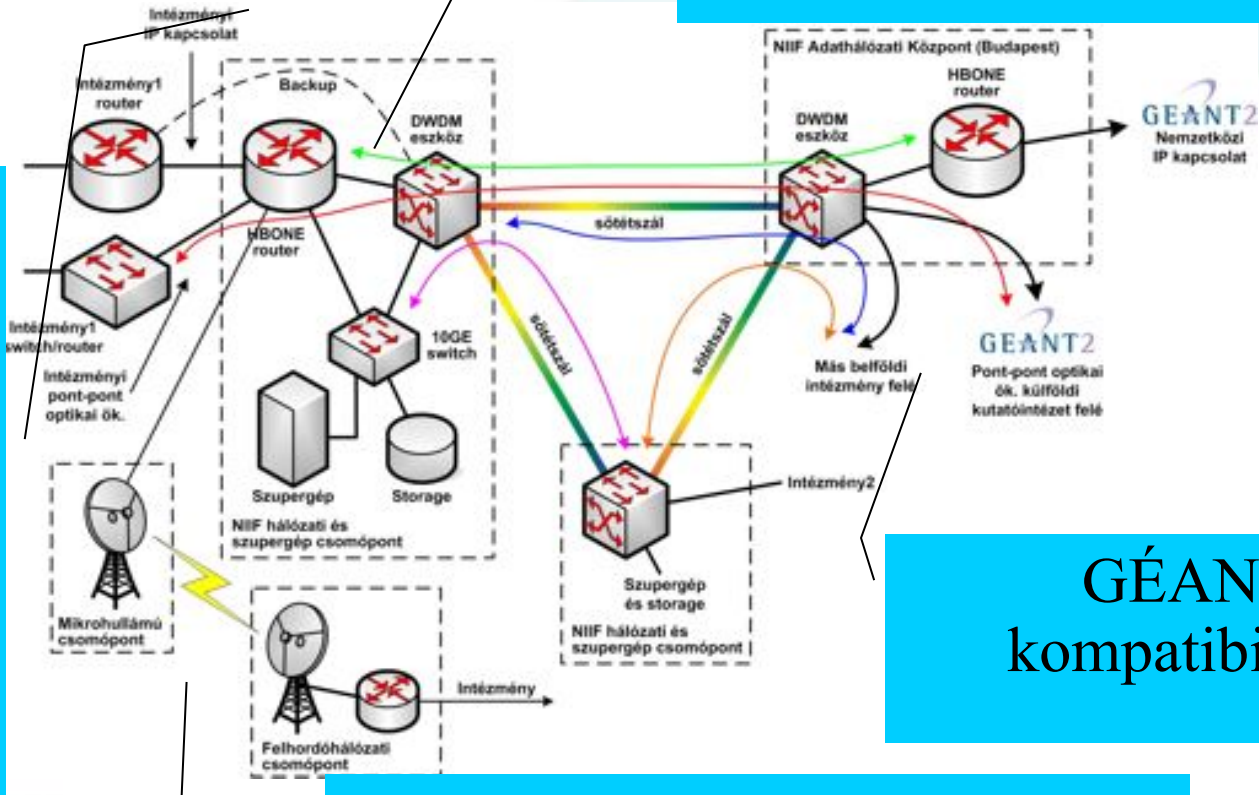 Intézményi
IP kapcsolat
Intézmény1
router
Backup
DWDM
eszköz
HBONE
router
Intézmény1
switch/router
Intézményi
pont-pont
optikai ök.
10GE
switch
Szupergép
Storage
NIIF hálózati és
szupergép csomópont
sötétszál
sötétszál
sötétszál
NIIF Adathálózati Központ (Budapest)
DWDM
eszköz
HBONE
router
GEANT2
Nemzetközi
IP kapcsolat
GEANT2
Pont-pont optikai
ök. külföldi
kutatóintézet felé
Más belföldi
intézmény felé
Intézmény2
Szupergép
és storage
NIIF hálózati és
szupergép csomópont
Mikrohullámú
csomópont
Intézmény
Felhordóhálózati
csomópont
GÉAN
kompatibi